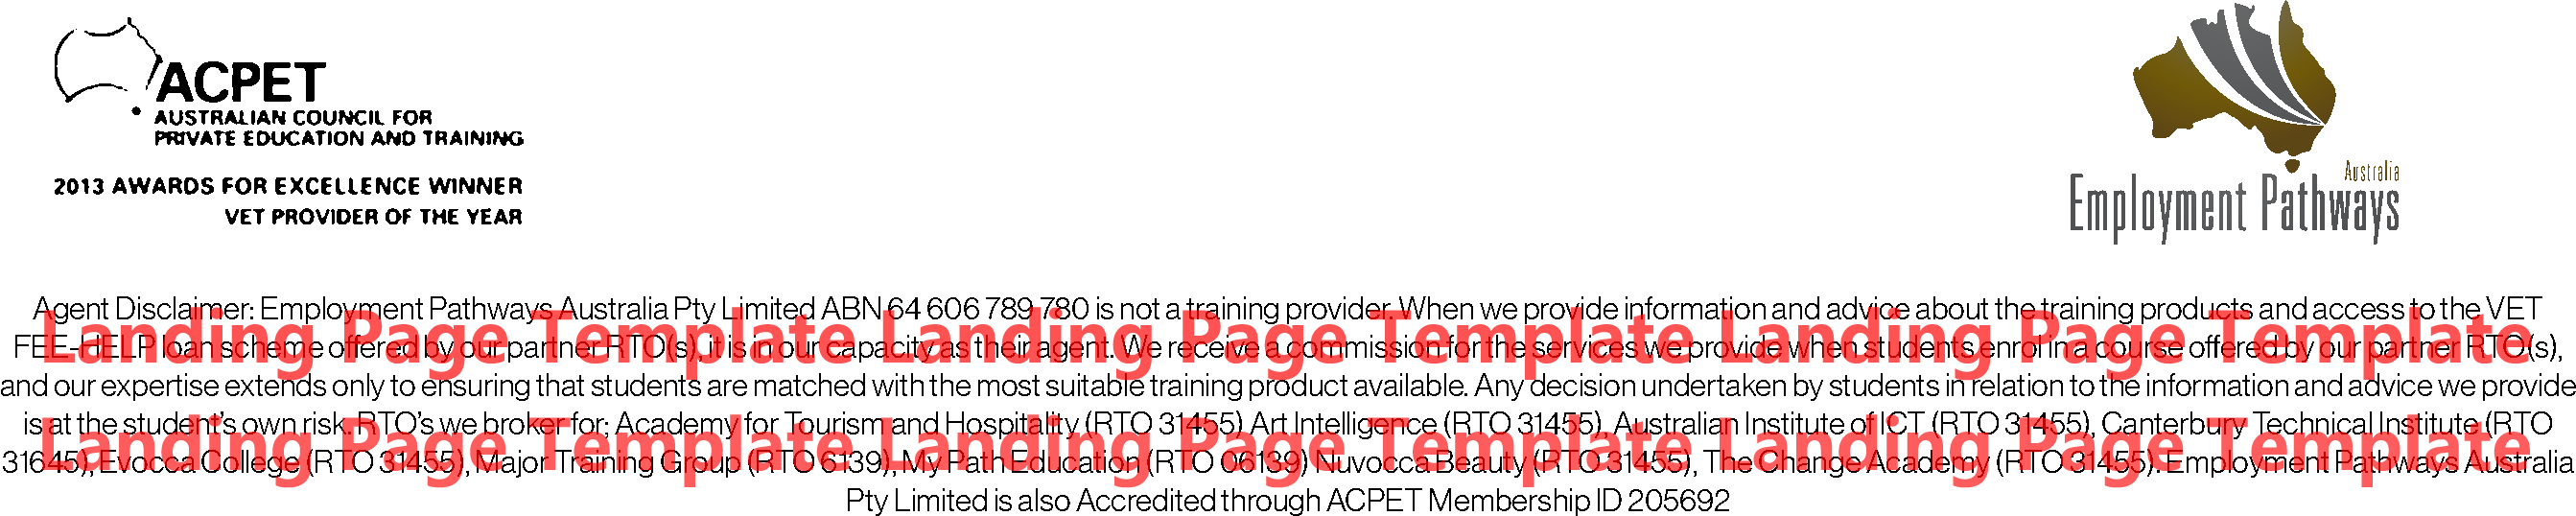 ACPET
AUSTRALIAN COUNCIL FOR
PRIVATE EDUCATION AND TRAINING
2013 AWARDS FOR EXCELLENCE WINNER
VET PROVIDER OF THE YEAR
Australia
Employment Pathways
Agent Disclaimer: Employment Pathways Australia Pty Limited ABN 64 606 789 780 is not a training provider. When we provide information and advice about the training products and access to the VET
Landing Page Template Landing Page Template Landing Page Template
FEE-HELP loan scheme offered by our partner RTO(s), it is in our capacity as their agent. We receive a commission for the services we provide when students enrol in a course offered by our partner RTO(s),
and our expertise extends only to ensuring that students are matched with the most suitable training product available. Any decision undertaken by students in relation to the information and advice we provide
is at the student's own risk. RTO's we broker for; Academy for Tourism and Hospitality (RTO 31455) Art Intelligence (RTO 31455), Australian Institute of ICT (RTO 31455), Canterbury Technical Institute (RTO
Landing Page Template Landing Page Template Landing Page Template
31645), Evocca College (RTO 31455), Major Training Group (RTO 6139), My Path Education (RTO 06139) Nuvocca Beauty (RTO 31455), The Change Academy (RTO 31455). Employment Pathways Australia
Pty Limited is also Accredited through ACPET Membership ID 205692